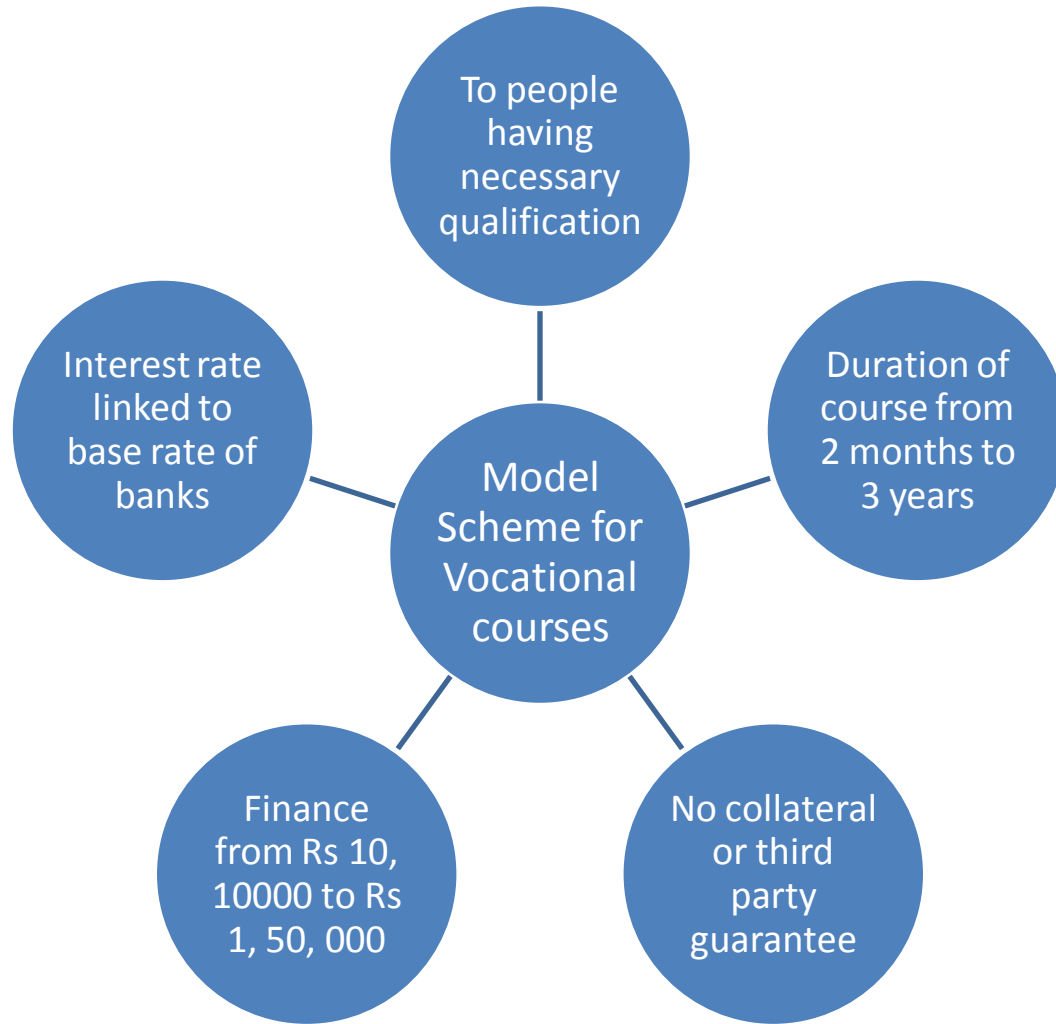 To people
having
necessary
qualification
Interest rate
linked to
base rate of
banks
Duration of
course from
2 months to
3 years
Model
Scheme for
Vocational
courses
Finance
from Rs 10,
10000 to Rs
1, 50, 000
No collateral
or third
party
guarantee